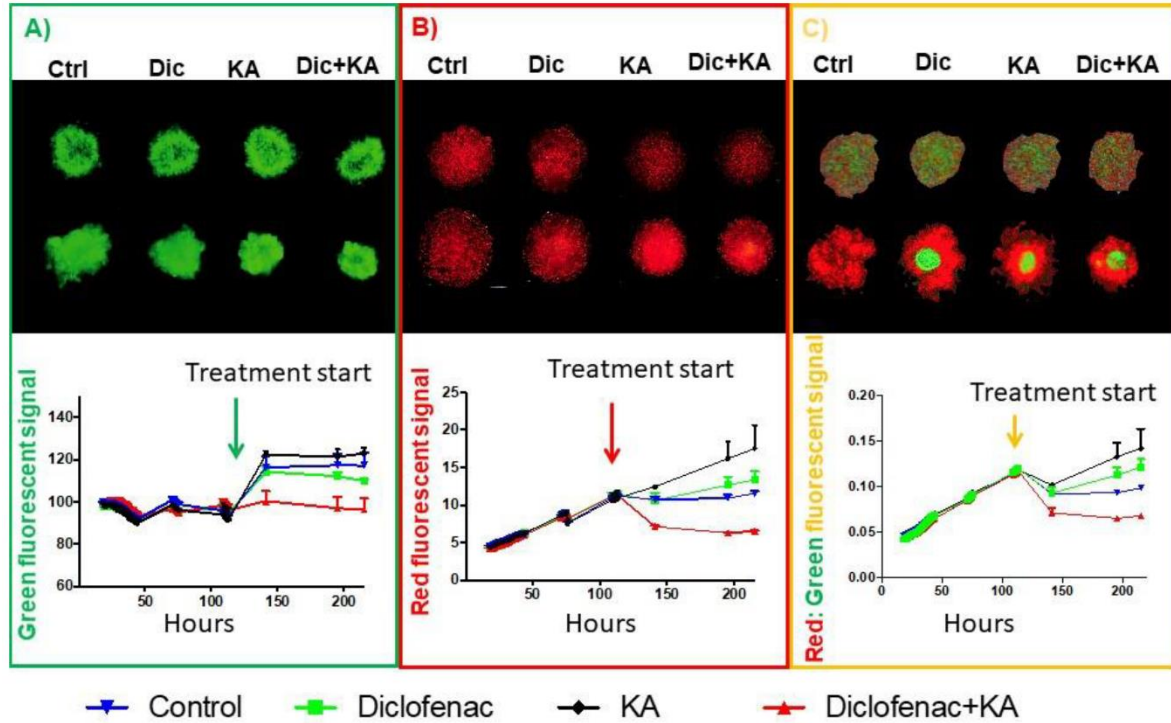 A)
Ctrl Dic KA Dic+KA
Treatment start
Green fluorescent signal
140
120
100
80
60
50 100 150 200
Hours
B)
Ctrl Dic KA Dic+KA
Treatment start
Red fluorescent signal
25
20
15
10
5
0
50 100 150 200
Hours
C)
Ctrl Dic KA Dic+KA
Treatment start
Red: Green fluorescent signal
0.20
0.15
0.10
0.05
0.00
50 100 150 200
Hours
Control Diclofenac KA Diclofenac+KA